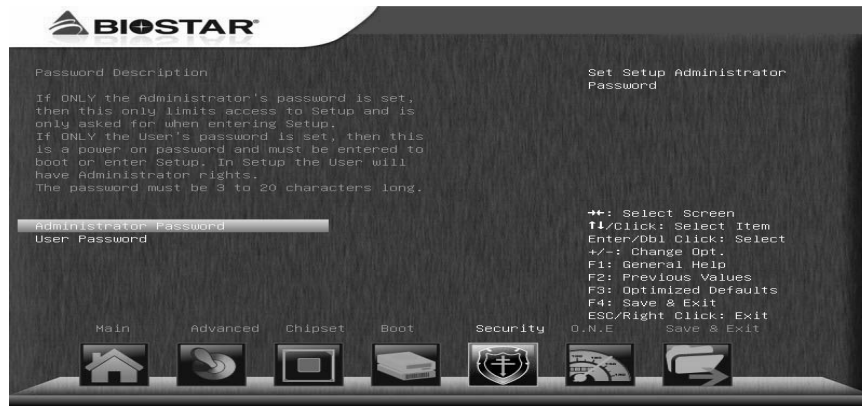 BIOSTAR®
Password Description
If ONLY the Administrator's password is set,
then this only limits access to Setup and is
only asked for when entering Setup.
If ONLY the User's password is set, then this
is a power on password and must be entered to
boot or enter Setup. In Setup the User will
have Administrator rights.
The password must be 3 to 20 characters long.
Administrator Password
User Password
Set Setup Administrator
Password
→←: Select Screen
↑↓/Click: Select Item
Enter/Dbl Click: Select
+/-: Change Opt.
F1: General Help
F2: Previous Values
F3: Optimized Defaults
F4: Save & Exit
ESC/Right Click: Exit
Main Advanced Chipset Boot Security O.N.E Save & Exit